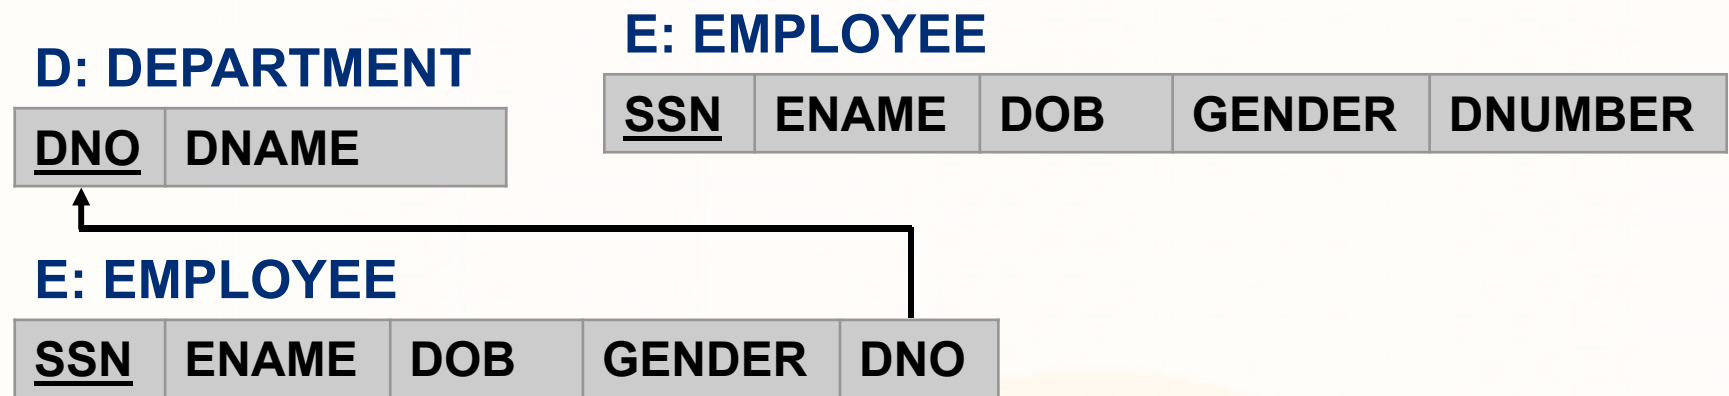 D: DEPARTMENT
DNO DNAME
E: EMPLOYEE
SSN ENAME DOB GENDER DNUMBER
E: EMPLOYEE
SSN ENAME DOB GENDER DNO